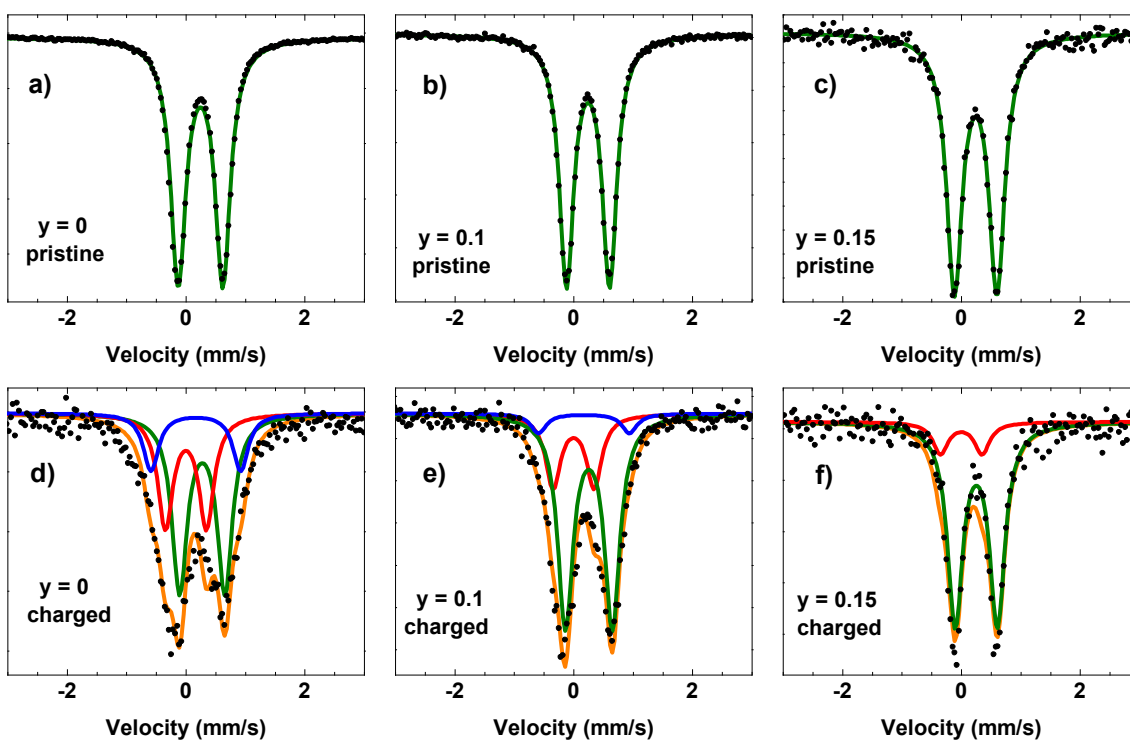 a)
y = 0
pristine
-2
0
2
Velocity (mm/s)
b)
y = 0.1
pristine
-2
0
2
Velocity (mm/s)
c)
y = 0.15
pristine
-2
0
2
Velocity (mm/s)
d)
y = 0
charged
-2
0
2
Velocity (mm/s)
e)
y = 0.1
charged
-2
0
2
Velocity (mm/s)
f)
y = 0.15
charged
-2
0
2
Velocity (mm/s)